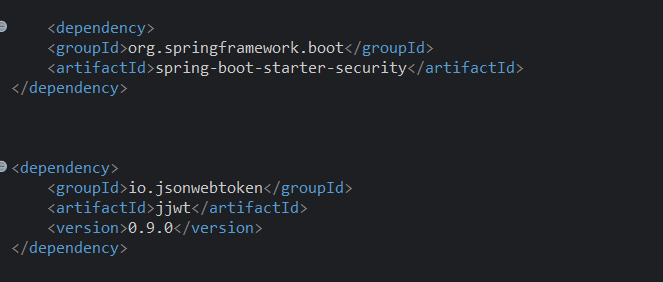 <dependency>
<groupId>org.springframework.boot</groupId>
<artifactId>spring-boot-starter-security</artifactId>
</dependency>
<dependency>
<groupId>io.jsonwebtoken</groupId>
<artifactId>jjwt</artifactId>
<version>0.9.0</version>
</dependency>